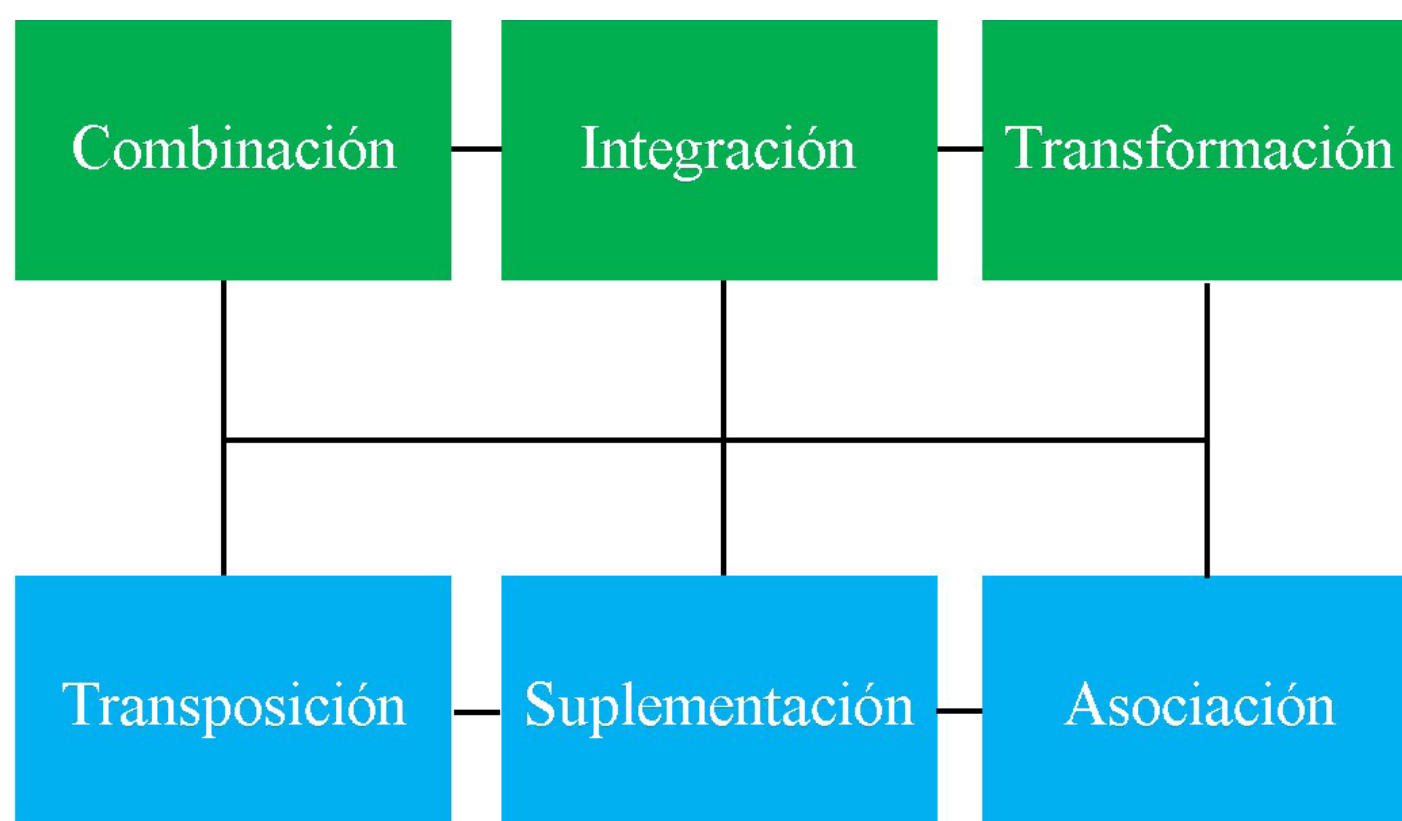 Combinación
Integración
Transformación
Transposición
Suplementación
Asociación